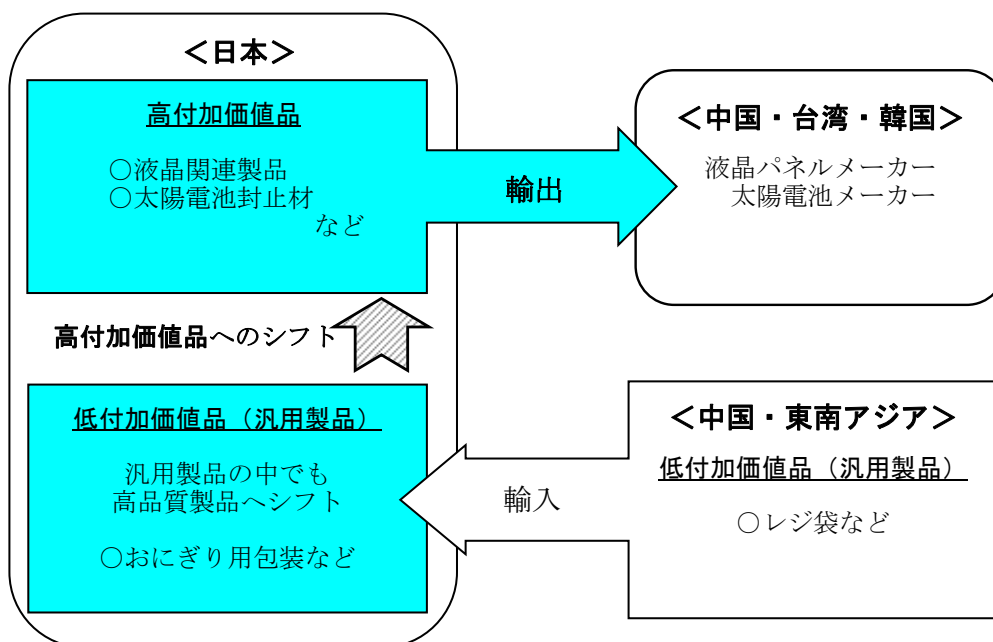 ＜日本＞
高付加価値品
○液晶関連製品
○太陽電池封止材
など
輸出
＜中国・台湾・韓国＞
液晶パネルメーカー
太陽電池メーカー
高付加価値品へのシフト
低付加価値品（汎用製品）
汎用製品の中でも
高品質製品へシフト
○おにぎり用包装など
輸入
＜中国・東南アジア＞
低付加価値品（汎用製品）
○レジ袋など